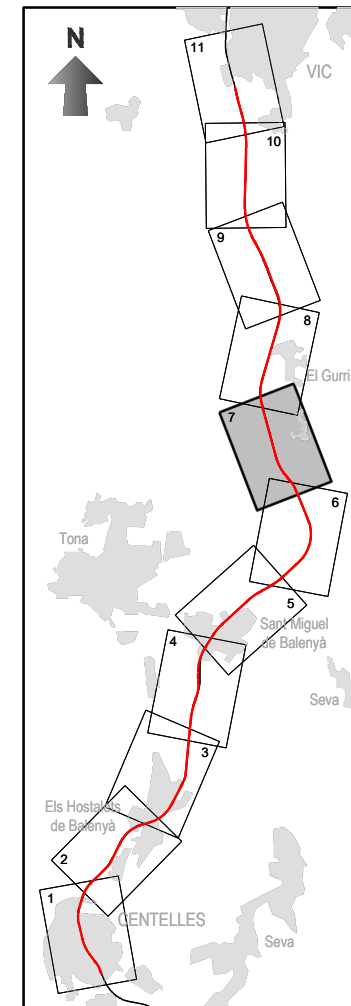 N
11
VIC
10
9
8
El Gurri
7
6
Tona
5
Sant Miguel
de Balenyà
4
Seva
3
Els Hostalets
de Balenyà
2
1
CENTELLES
Seva